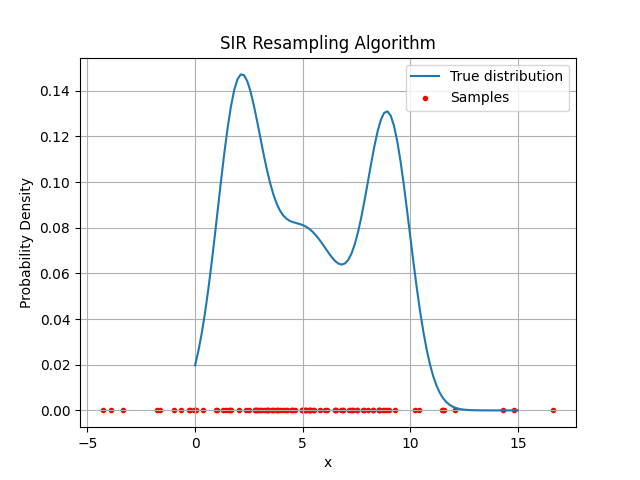 SIR Resampling Algorithm
True distribution
Samples
Probability Density
0.14
0.12
0.10
0.08
0.06
0.04
0.02
0.00
−5
0
5
10
15
x